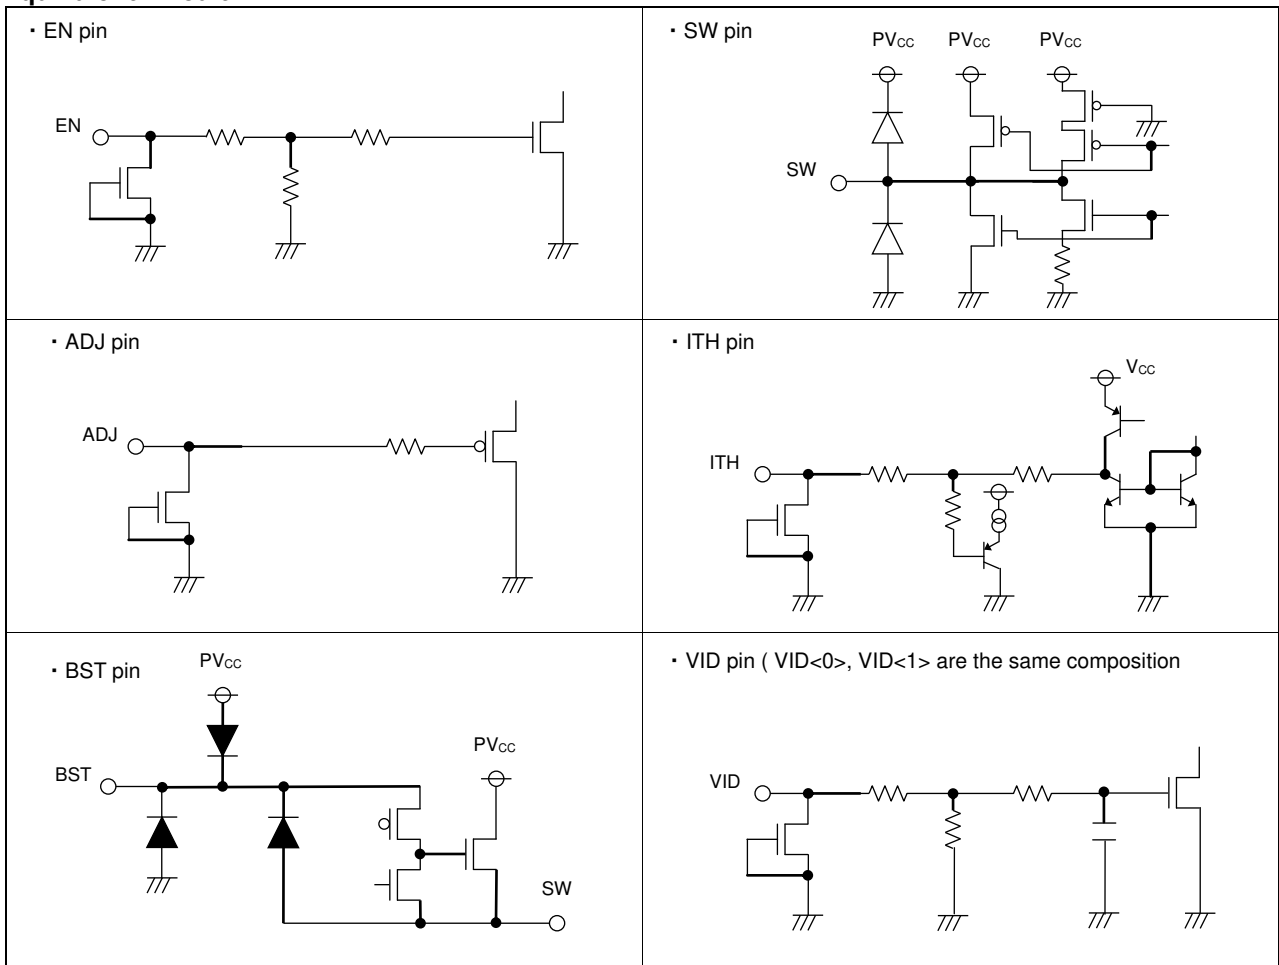 ・EN pin
EN
・SW pin
PVCC PVCC PVCC
SW
・ADJ pin
ADJ
・ITH pin
VCC
ITH
・BST pin
PVCC
PVCC
BST
SW
・VID pin ( VID<0>, VID<1> are the same composition
VID